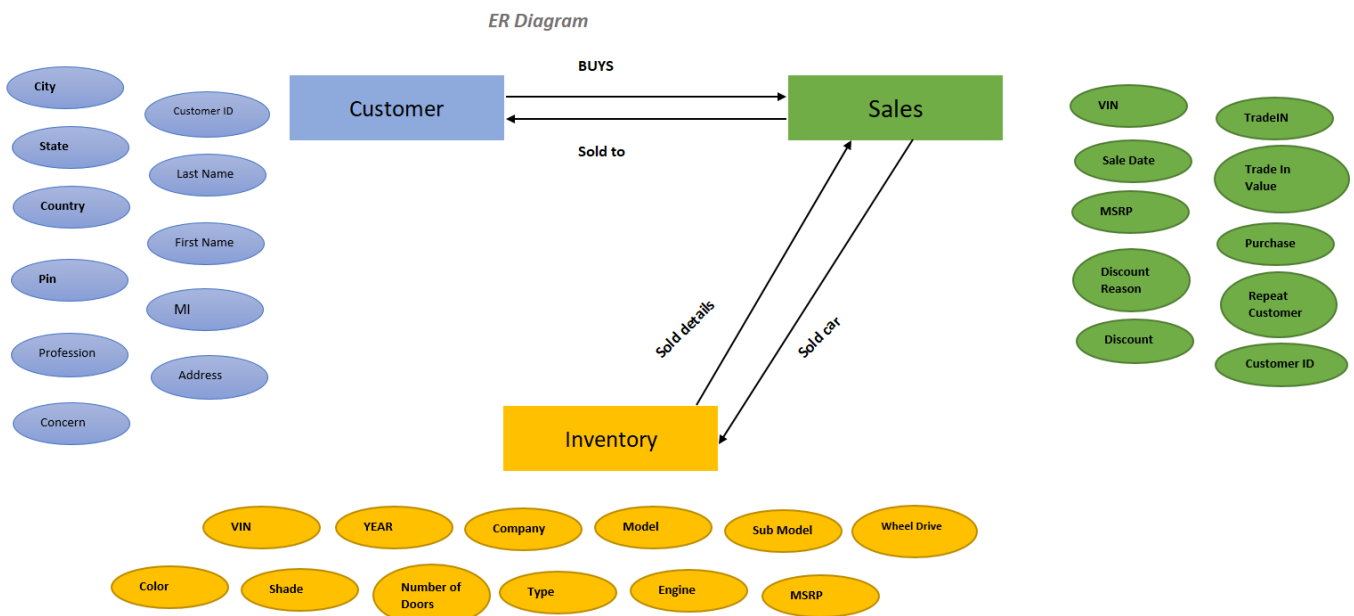 ER Diagram
BUYS
Customer
Sales
Sold to
City
Customer ID
State
Last Name
Country
First Name
Pin
MI
Profession
Address
Concern
VIN
TradeIN
Sale Date
Trade In
Value
MSRP
Purchase
Discount
Reason
Repeat
Customer
Discount
Customer ID
Sold details
Sold car
Inventory
VIN
YEAR
Company
Model
Sub Model
Wheel Drive
Color
Shade
Number of
Doors
Type
Engine
MSRP